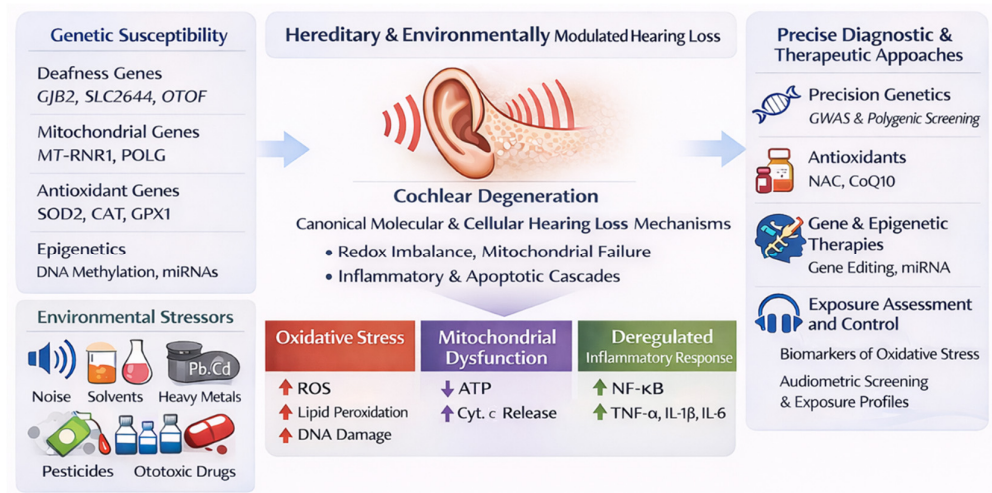 Genetic Susceptibility
Deafness Genes
GJB2, SLC2644, OTOF
Mitochondrial Genes
MT-RNR1, POLG
Antioxidant Genes
SOD2, CAT, GPX1
Epigenetics
DNA Methylation, miRNAs
Environmental Stressors
Pb.Cd
Noise Solvents Heavy Metals
Pesticides Ototoxic Drugs
Hereditary & Environmentally Modulated Hearing Loss
Cochlear Degeneration
Canonical Molecular & Cellular Hearing Loss Mechanisms
• Redox Imbalance, Mitochondrial Failure
• Inflammatory & Apoptotic Cascades
Oxidative Stress
↑ ROS
↑ Lipid Peroxidation
↑ DNA Damage
Mitochondrial
Dysfunction
↓ ATP
↑ Cyt. c Release
Deregulated
Inflammatory Response
↑ NF-κB
↑ TNF-α, IL-1β, IL-6
Precise Diagnostic &
Therapeutic Appoaches
Precision Genetics
GWAS & Polygenic Screening
Antioxidants
NAC, CoQ10
Gene & Epigenetic
Therapies
Gene Editing, miRNA
Exposure Assessment
and Control
Biomarkers of Oxidative Stress
Audiometric Screening
& Exposure Profiles